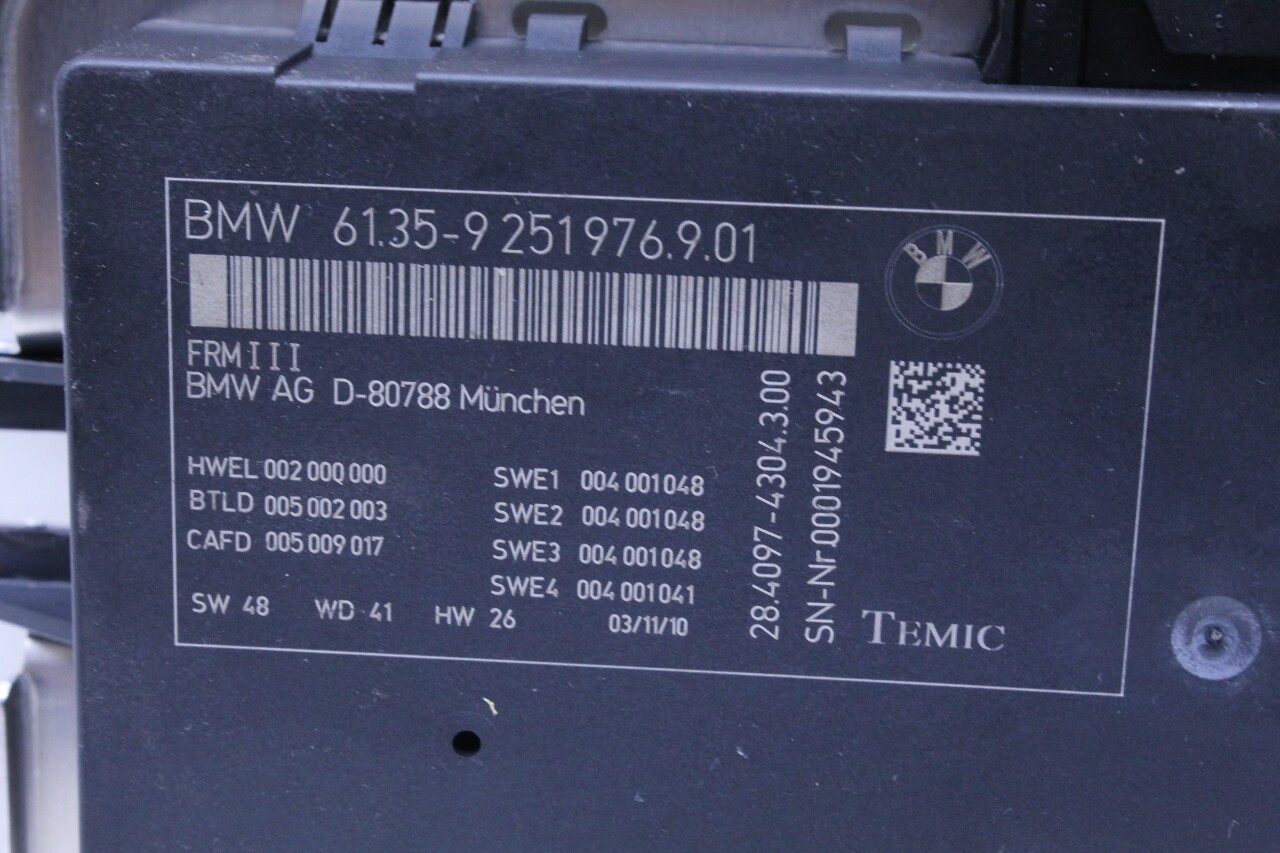 BMW 61.35-9 251976.9.01
BMW
FRM III
BMW AG D-80788 München
HWEL 002 000 000
BTLD 005 002 003
CAFD 005 009 017
SWE1 004 001048
SWE2 004 001048
SWE3 004 001048
SWE4 004 001041
SW 48 WD 41 HW 26 03/11/10
28.4097-4304.3.00
SN-Nr.0001945943
TEMIC